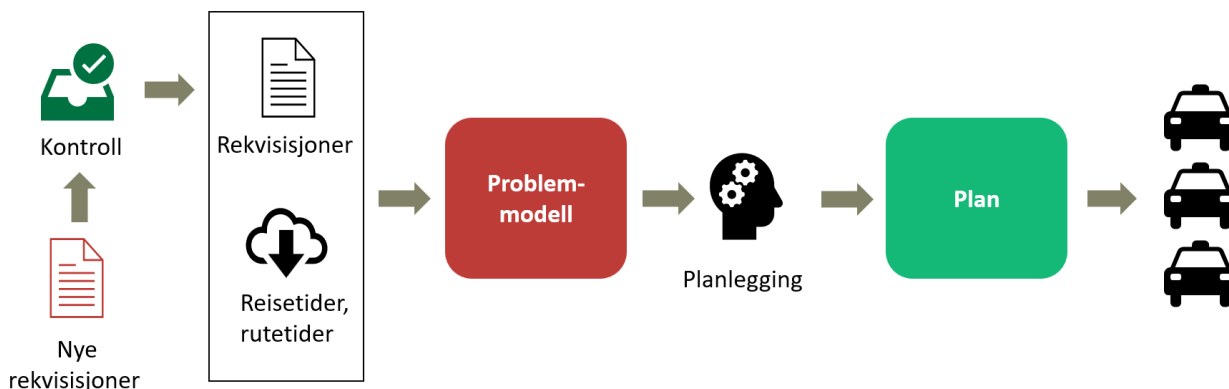 Kontroll
Nye
rekvisisjoner
Rekvisisjoner
Reisetider,
rutetider
Problem-
modell
Planlegging
Plan